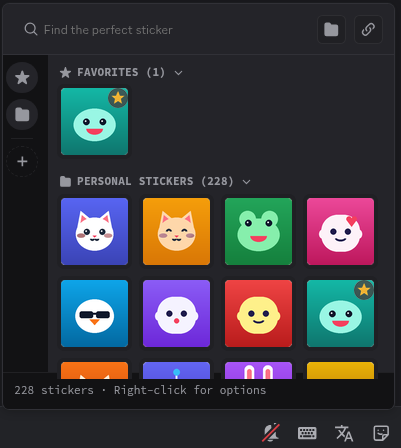 Find the perfect sticker
FAVORITES (1)
PERSONAL STICKERS (228)
228 stickers · Right-click for options